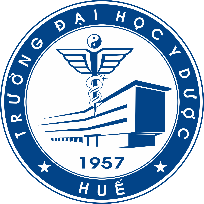 TRƯỜNG ĐẠI HỌC Y DƯỢC
1957
HUẾ